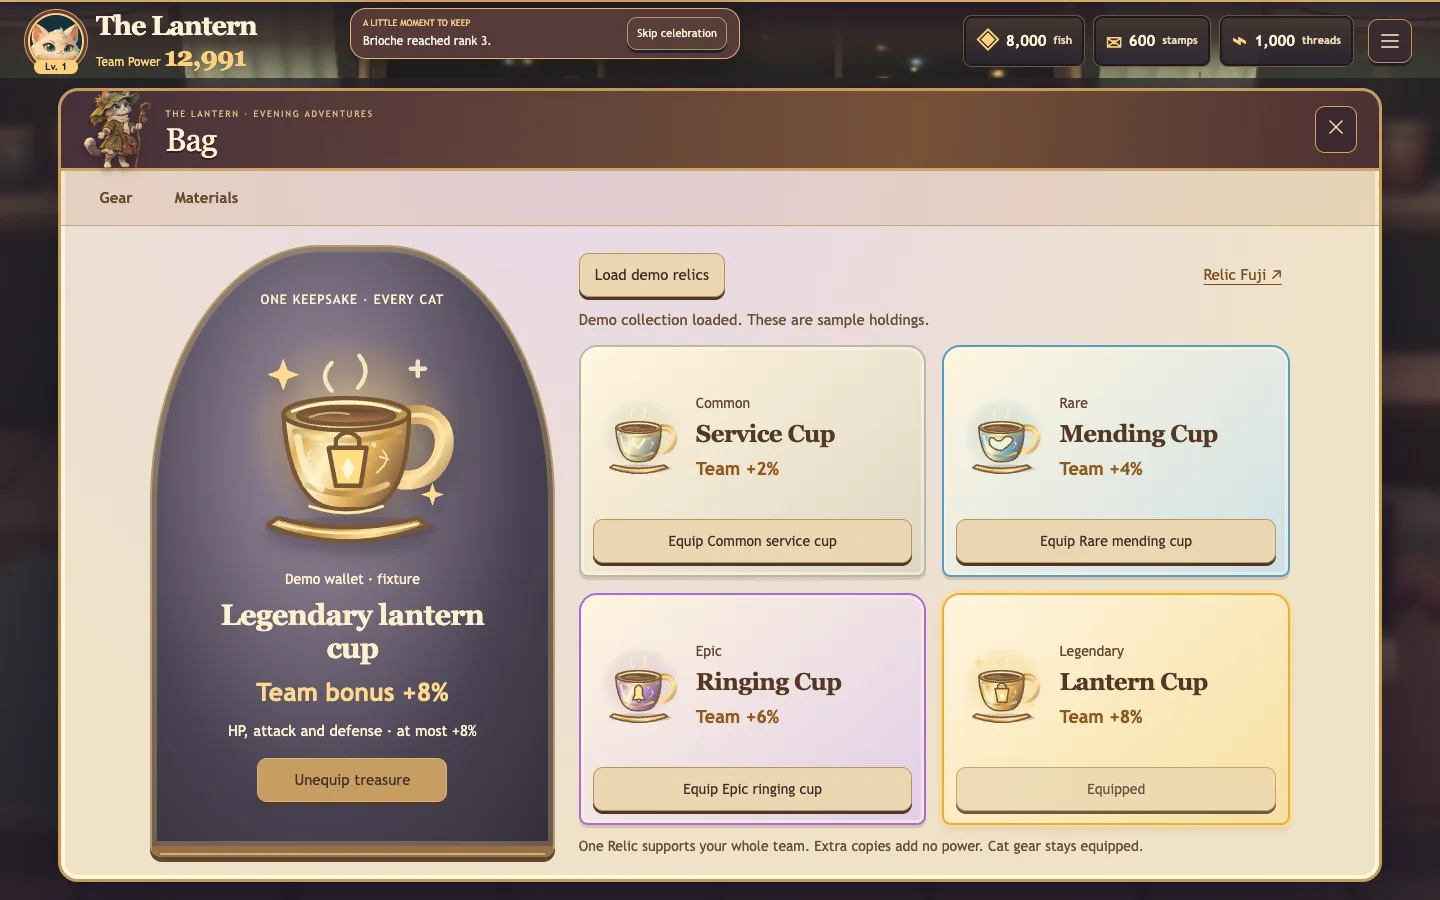 The Lantern
Lv. 1
Team Power 12,991
A LITTLE MOMENT TO KEEP
Brioche reached rank 3.
Skip celebration
8,000 fish
600 stamps
1,000 threads
THE LANTERN · EVENING ADVENTURES
Bag
Gear
Materials
ONE KEEPSAKE · EVERY CAT
Demo wallet · fixture
Legendary lantern
cup
Team bonus +8%
HP, attack and defense · at most +8%
Unequip treasure
Load demo relics
Relic Fuji ↗
Demo collection loaded. These are sample holdings.
Common
Service Cup
Team +2%
Equip Common service cup
Rare
Mending Cup
Team +4%
Equip Rare mending cup
Epic
Ringing Cup
Team +6%
Equip Epic ringing cup
Legendary
Lantern Cup
Team +8%
Equipped
One Relic supports your whole team. Extra copies add no power. Cat gear stays equipped.